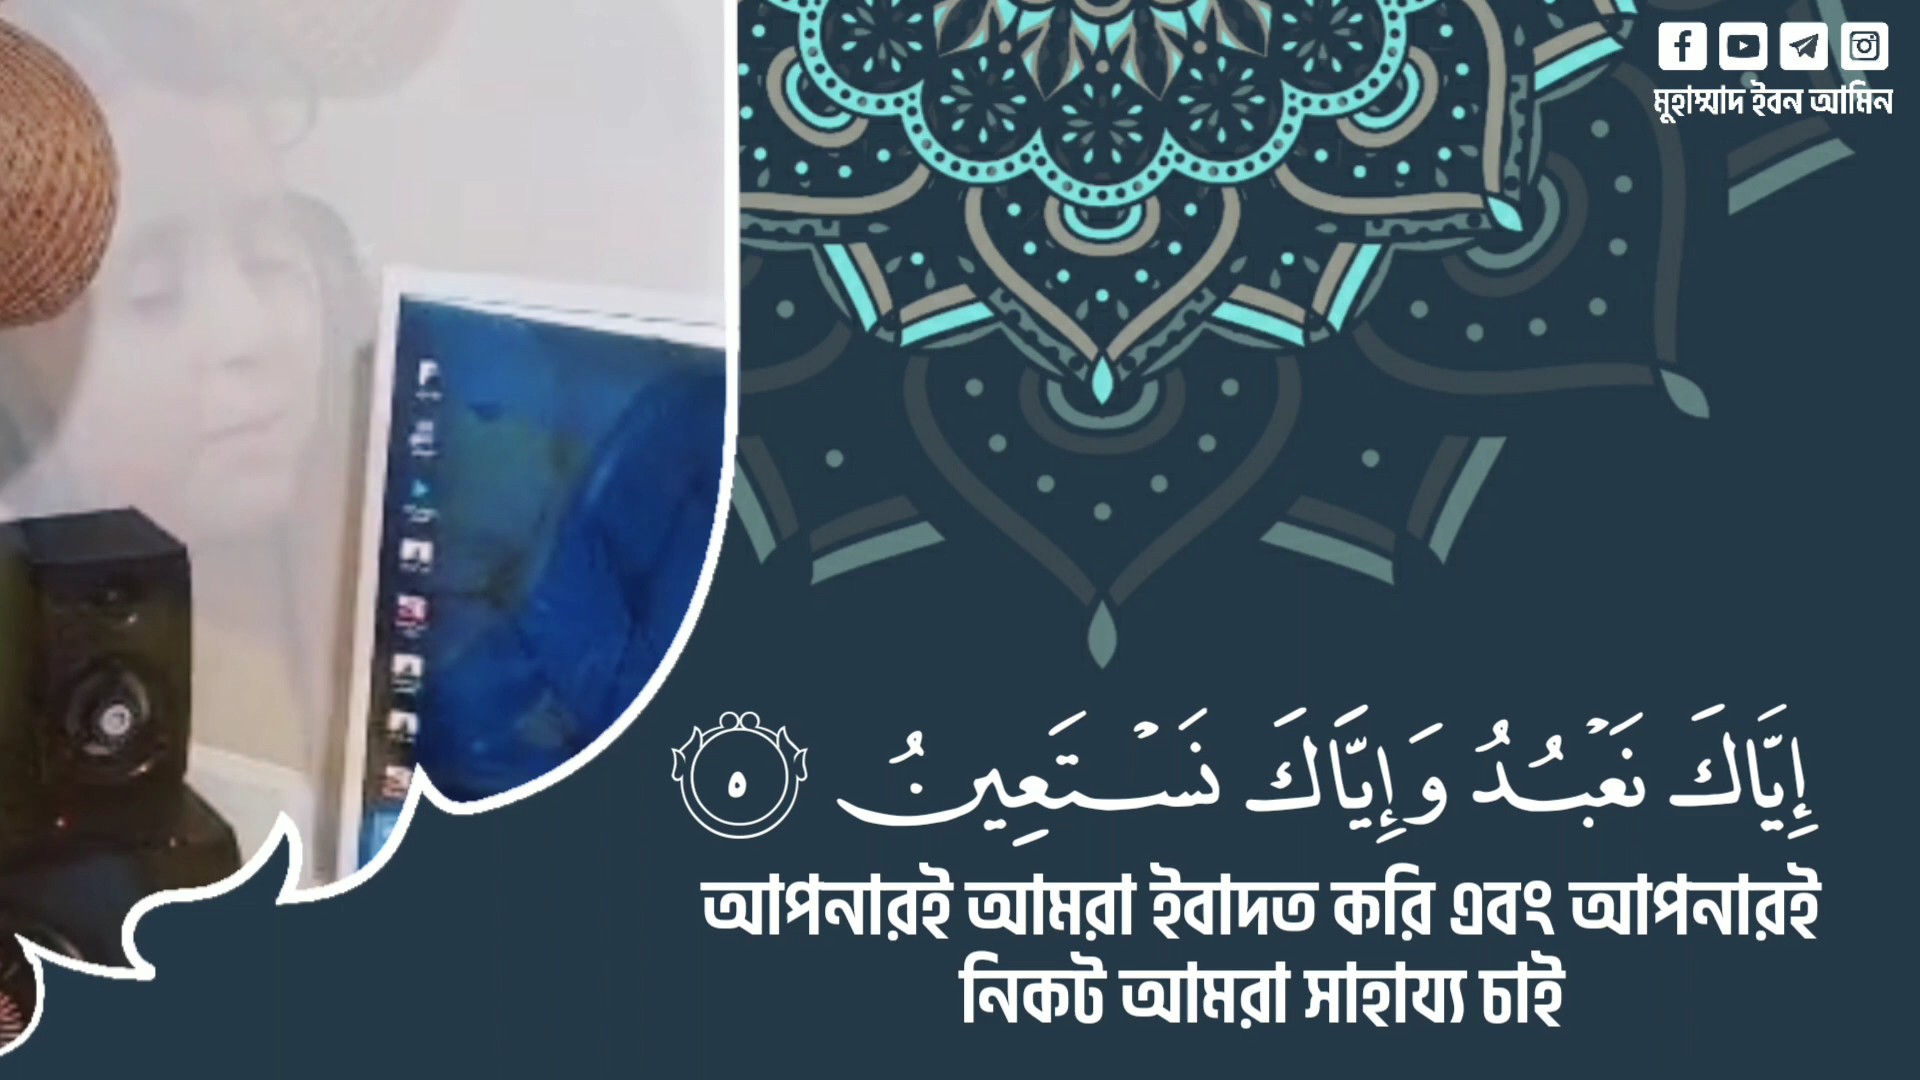 মুহাম্মাদ ইবন আমিন
إِيَّاكَ نَعْبُدُ وَإِيَّاكَ نَسْتَعِينُ ٥
আপনারই আমরা ইবাদত করি এবং আপনারই
নিকট আমরা সাহায্য চাই